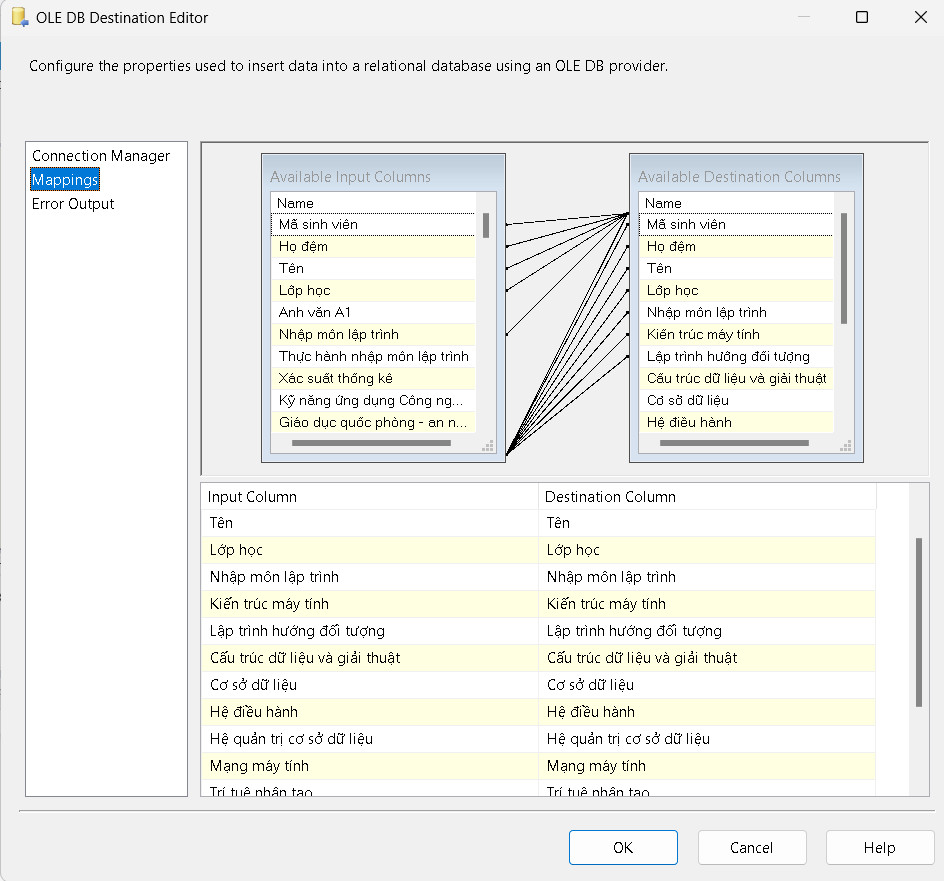 OLE DB Destination Editor
Configure the properties used to insert data into a relational database using an OLE DB provider.
Connection Manager
Mappings
Error Output
Available Input Columns
Name
Mã sinh viên
Họ đệm
Tên
Lớp học
Anh văn A1
Nhập môn lập trình
Thực hành nhập môn lập trình
Xác suất thống kê
Kỹ năng ứng dụng Công ng...
Giáo dục quốc phòng - an n...
Available Destination Columns
Name
Mã sinh viên
Họ đệm
Tên
Lớp học
Nhập môn lập trình
Kiến trúc máy tính
Lập trình hướng đối tượng
Cấu trúc dữ liệu và giải thuật
Cơ sở dữ liệu
Hệ điều hành
Input Column Destination Column
Tên Tên
Lớp học Lớp học
Nhập môn lập trình Nhập môn lập trình
Kiến trúc máy tính Kiến trúc máy tính
Lập trình hướng đối tượng Lập trình hướng đối tượng
Cấu trúc dữ liệu và giải thuật Cấu trúc dữ liệu và giải thuật
Cơ sở dữ liệu Cơ sở dữ liệu
Hệ điều hành Hệ điều hành
Hệ quản trị cơ sở dữ liệu Hệ quản trị cơ sở dữ liệu
Mạng máy tính Mạng máy tính
Trí tuệ nhân tạo Trí tuệ nhân tạo
OK Cancel Help